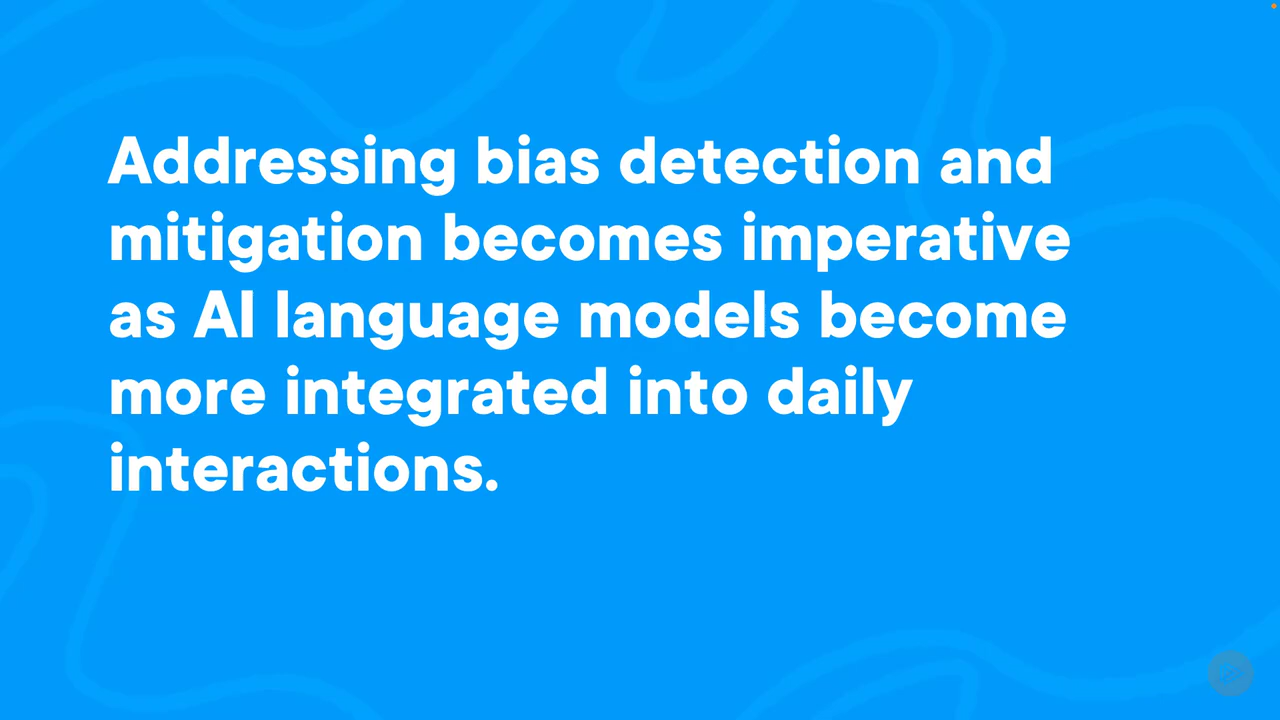 Addressing bias detection and
mitigation becomes imperative
as AI language models become
more integrated into daily
interactions.